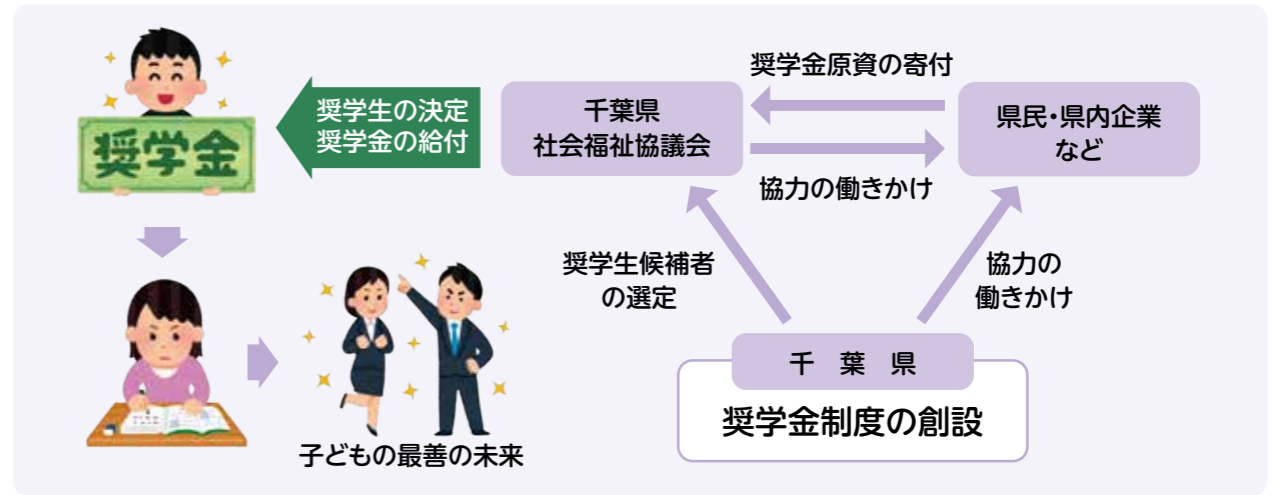 奨学金
奨学生の決定
奨学金の給付
千葉県
社会福祉協議会
奨学金原資の寄付
協力の働きかけ
県民・県内企業
など
奨学生候補者
の選定
協力の
働きかけ
千 葉 県
奨学金制度の創設
子どもの最善の未来